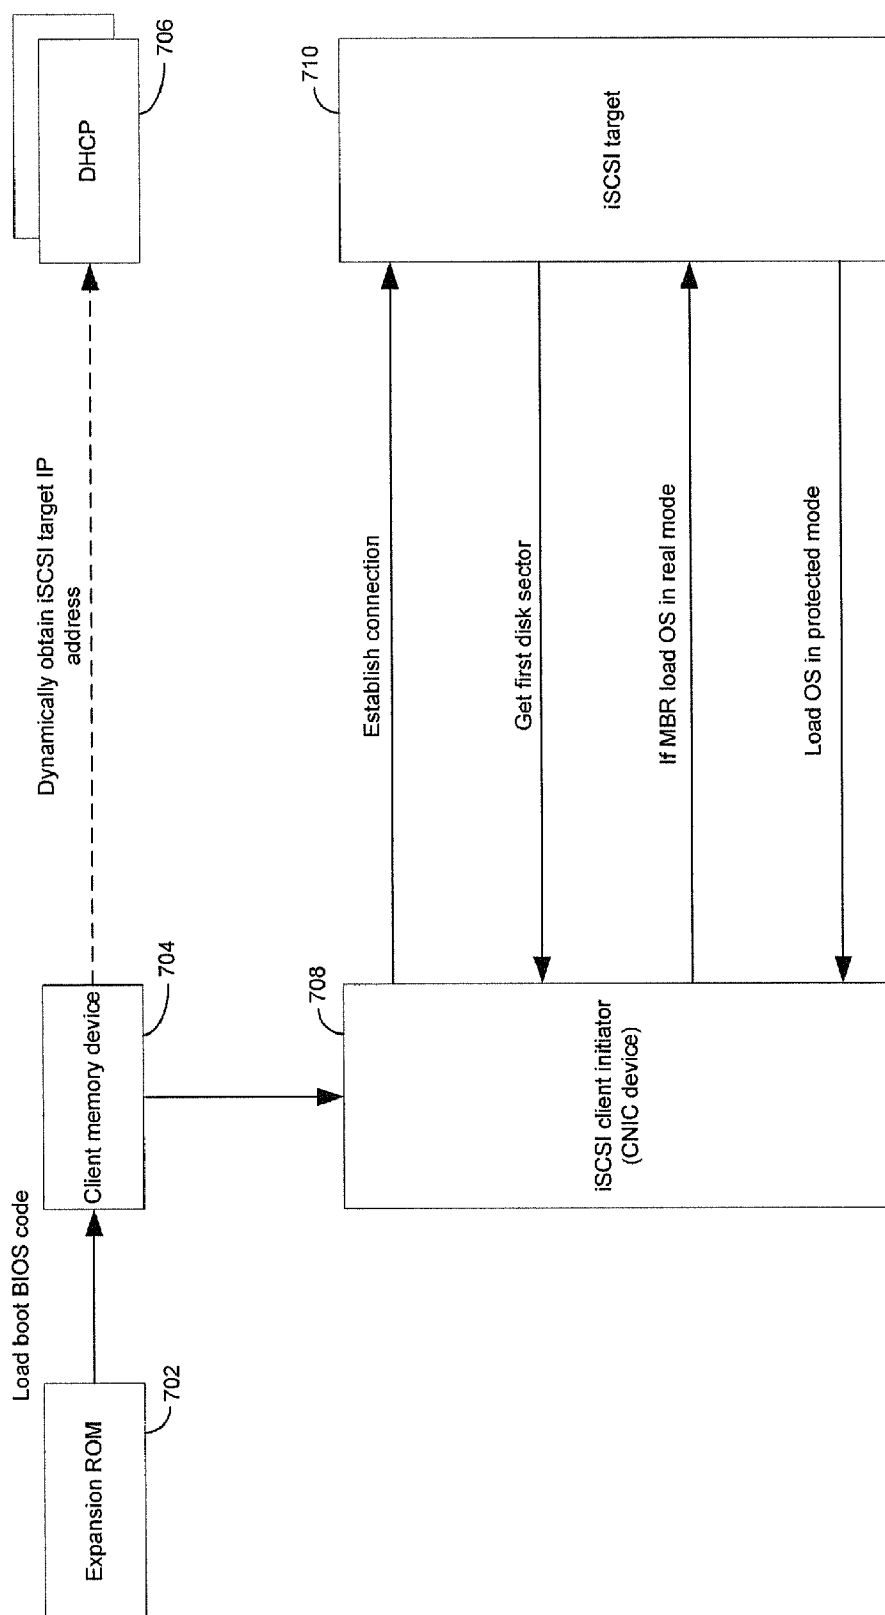 Load boot BIOS code
Expansion ROM
702
Client memory device
704
Dynamically obtain iSCSI target IP
address
DHCP
706
iSCSI client initiator
(CNIC device)
708
Establish connection
Get first disk sector
If MBR load OS in real mode
Load OS in protected mode
iSCSI target
710